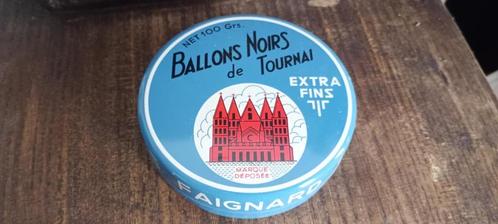 NET 100 Grs.
BALLONS NOIRS
de TOURNAI
EXTRA
FINS
MARQUE
DÉPOSÉE
FAIGNARD